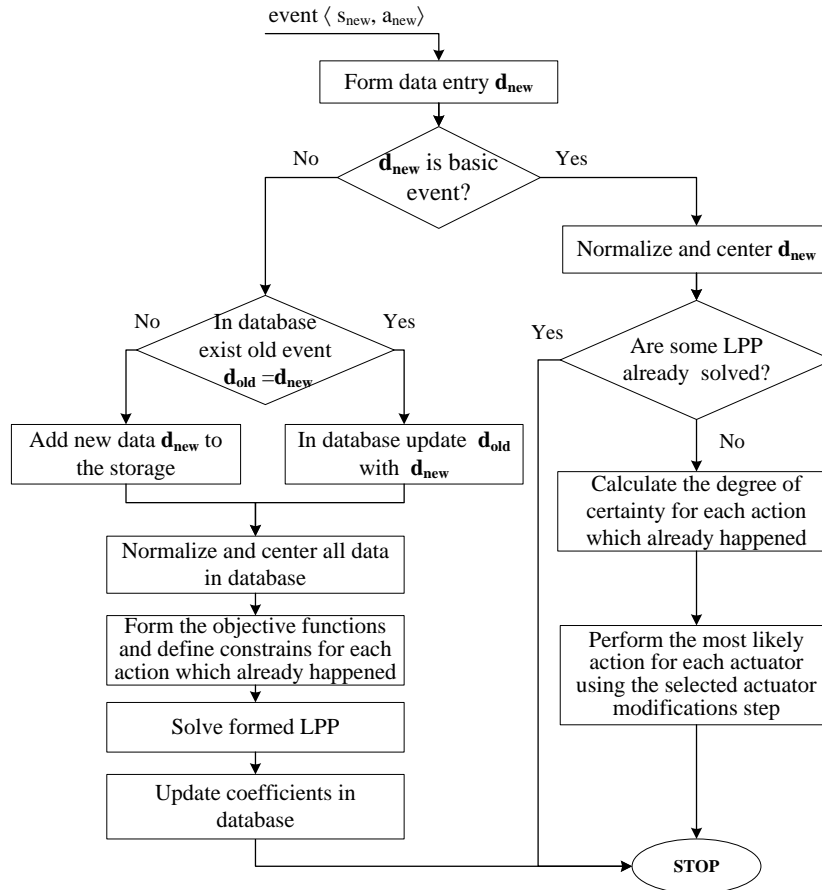 event ⟨ s_new, a_new⟩
Form data entry d_new
No
d_new is basic
event?
Yes
Normalize and center d_new
No
In database
exist old event
d_old =d_new
Yes
Yes
Are some LPP
already solved?
No
Add new data d_new to
the storage
In database update d_old
with d_new
Calculate the degree of
certainty for each action
which already happened
Normalize and center all data
in database
Form the objective functions
and define constrains for each
action which already happened
Perform the most likely
action for each actuator
using the selected actuator
modifications step
Solve formed LPP
Update coefficients in
database
STOP